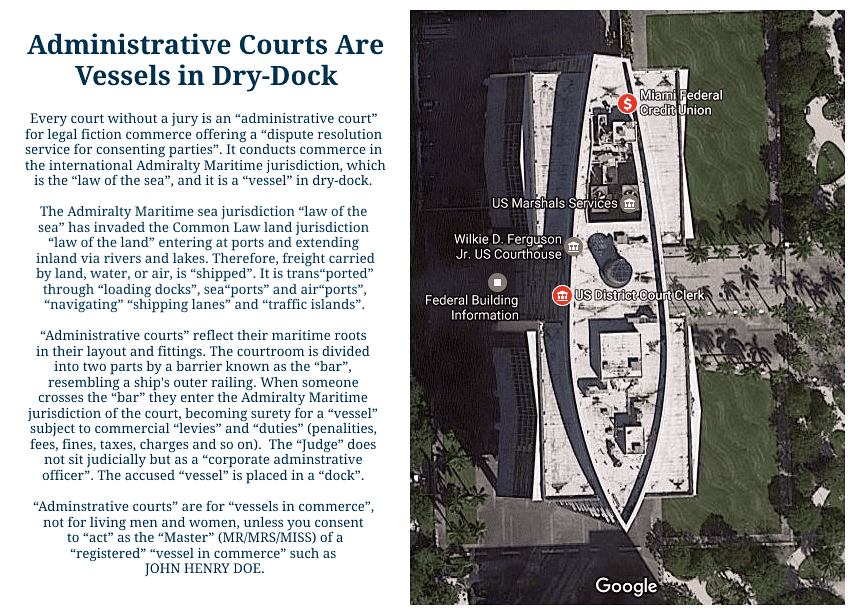 Administrative Courts Are
Vessels in Dry-Dock
Every court without a jury is an “administrative court”
for legal fiction commerce offering a “dispute resolution
service for consenting parties”. It conducts commerce in
the international Admiralty Maritime jurisdiction, which
is the “law of the sea”, and it is a “vessel” in dry-dock.
The Admiralty Maritime sea jurisdiction “law of the
sea” has invaded the Common Law land jurisdiction
“law of the land” entering at ports and extending
inland via rivers and lakes. Therefore, freight carried
by land, water, or air, is “shipped”. It is trans“ported”
through “loading docks”, sea“ports” and air“ports”,
“navigating” “shipping lanes” and “traffic islands”.
“Administrative courts” reflect their maritime roots
in their layout and fittings. The courtroom is divided
into two parts by a barrier known as the “bar”,
resembling a ship's outer railing. When someone
crosses the “bar” they enter the Admiralty Maritime
jurisdiction of the court, becoming surety for a “vessel”
subject to commercial “levies” and “duties” (penalities,
fees, fines, taxes, charges and so on).  The “Judge” does
not sit judicially but as a “corporate adminstrative
officer”. The accused “vessel” is placed in a “dock”.
“Adminstrative courts” are for “vessels in commerce”,
not for living men and women, unless you consent
to “act” as the “Master” (MR/MRS/MISS) of a
“registered” “vessel in commerce” such as
JOHN HENRY DOE.
Miami Federal
Credit Union
US Marshals Services
Wilkie D. Ferguson
Jr. US Courthouse
US District Court Clerk
Federal Building
Information
Google